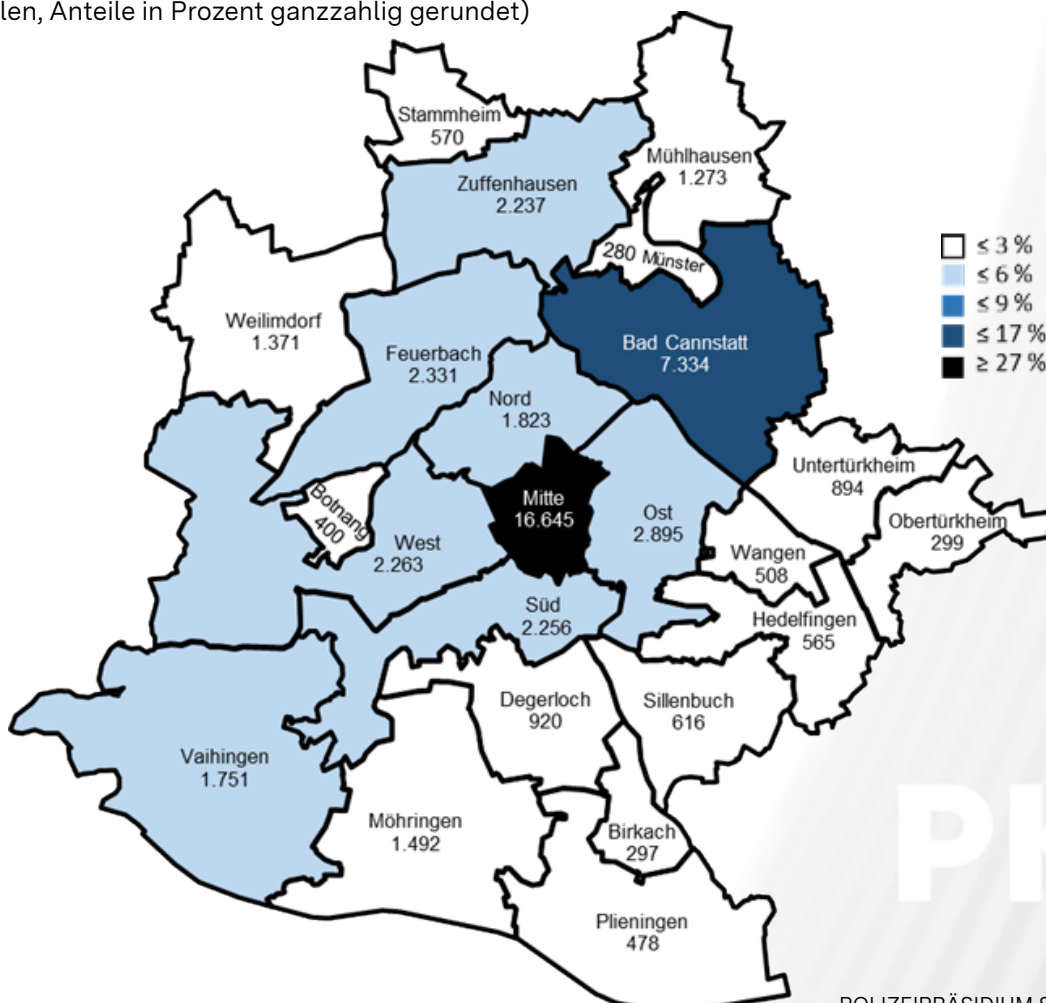 len, Anteile in Prozent ganzzahlig gerundet)
Stammheim
570
Mühlhausen
1.273
Zuffenhausen
2.237
280 Münster
≤ 3 %
≤ 6 %
≤ 9 %
≤ 17 %
≥ 27 %
Weilimdorf
1.371
Feuerbach
2.331
Bad Cannstatt
7.334
Nord
1.823
Untertürkheim
894
Botnang
400
Mitte
16.645
Ost
2.895
Obertürkheim
299
West
2.263
Wangen
508
Süd
2.256
Hedelfingen
565
Degerloch
920
Sillenbuch
616
Vaihingen
1.751
Möhringen
1.492
Birkach
297
Plieningen
478
PK
POLIZEIPRÄSIDIUM S